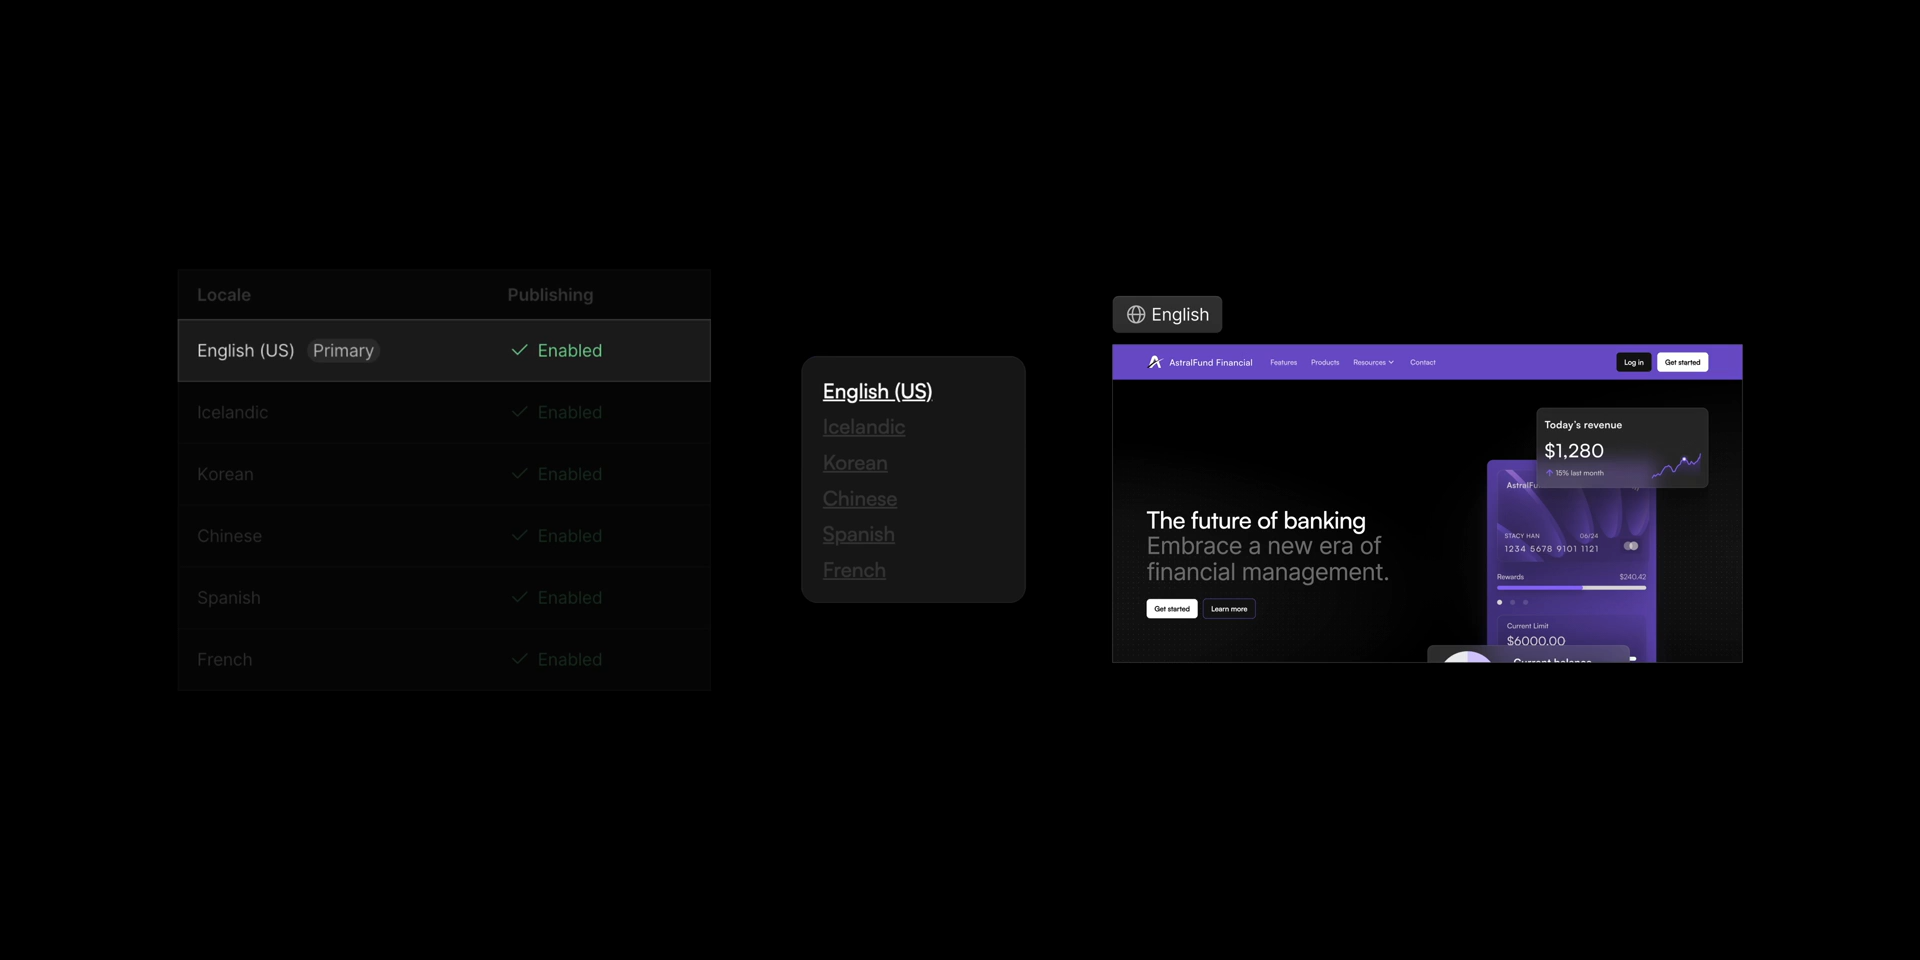 Locale Publishing
English (US) Primary Enabled
Icelandic Enabled
Korean Enabled
Chinese Enabled
Spanish Enabled
French Enabled
English (US)
Icelandic
Korean
Chinese
Spanish
French
English
AstralFund Financial Features Products Resources Contact Log in Get started
The future of banking
Embrace a new era of
financial management.
Get started Learn more
Today's revenue
$1,280
15% last month
STACY HAN 06/24
1234 5678 9101 1121
Rewards $240.42
Current Limit
$6000.00
Current balance